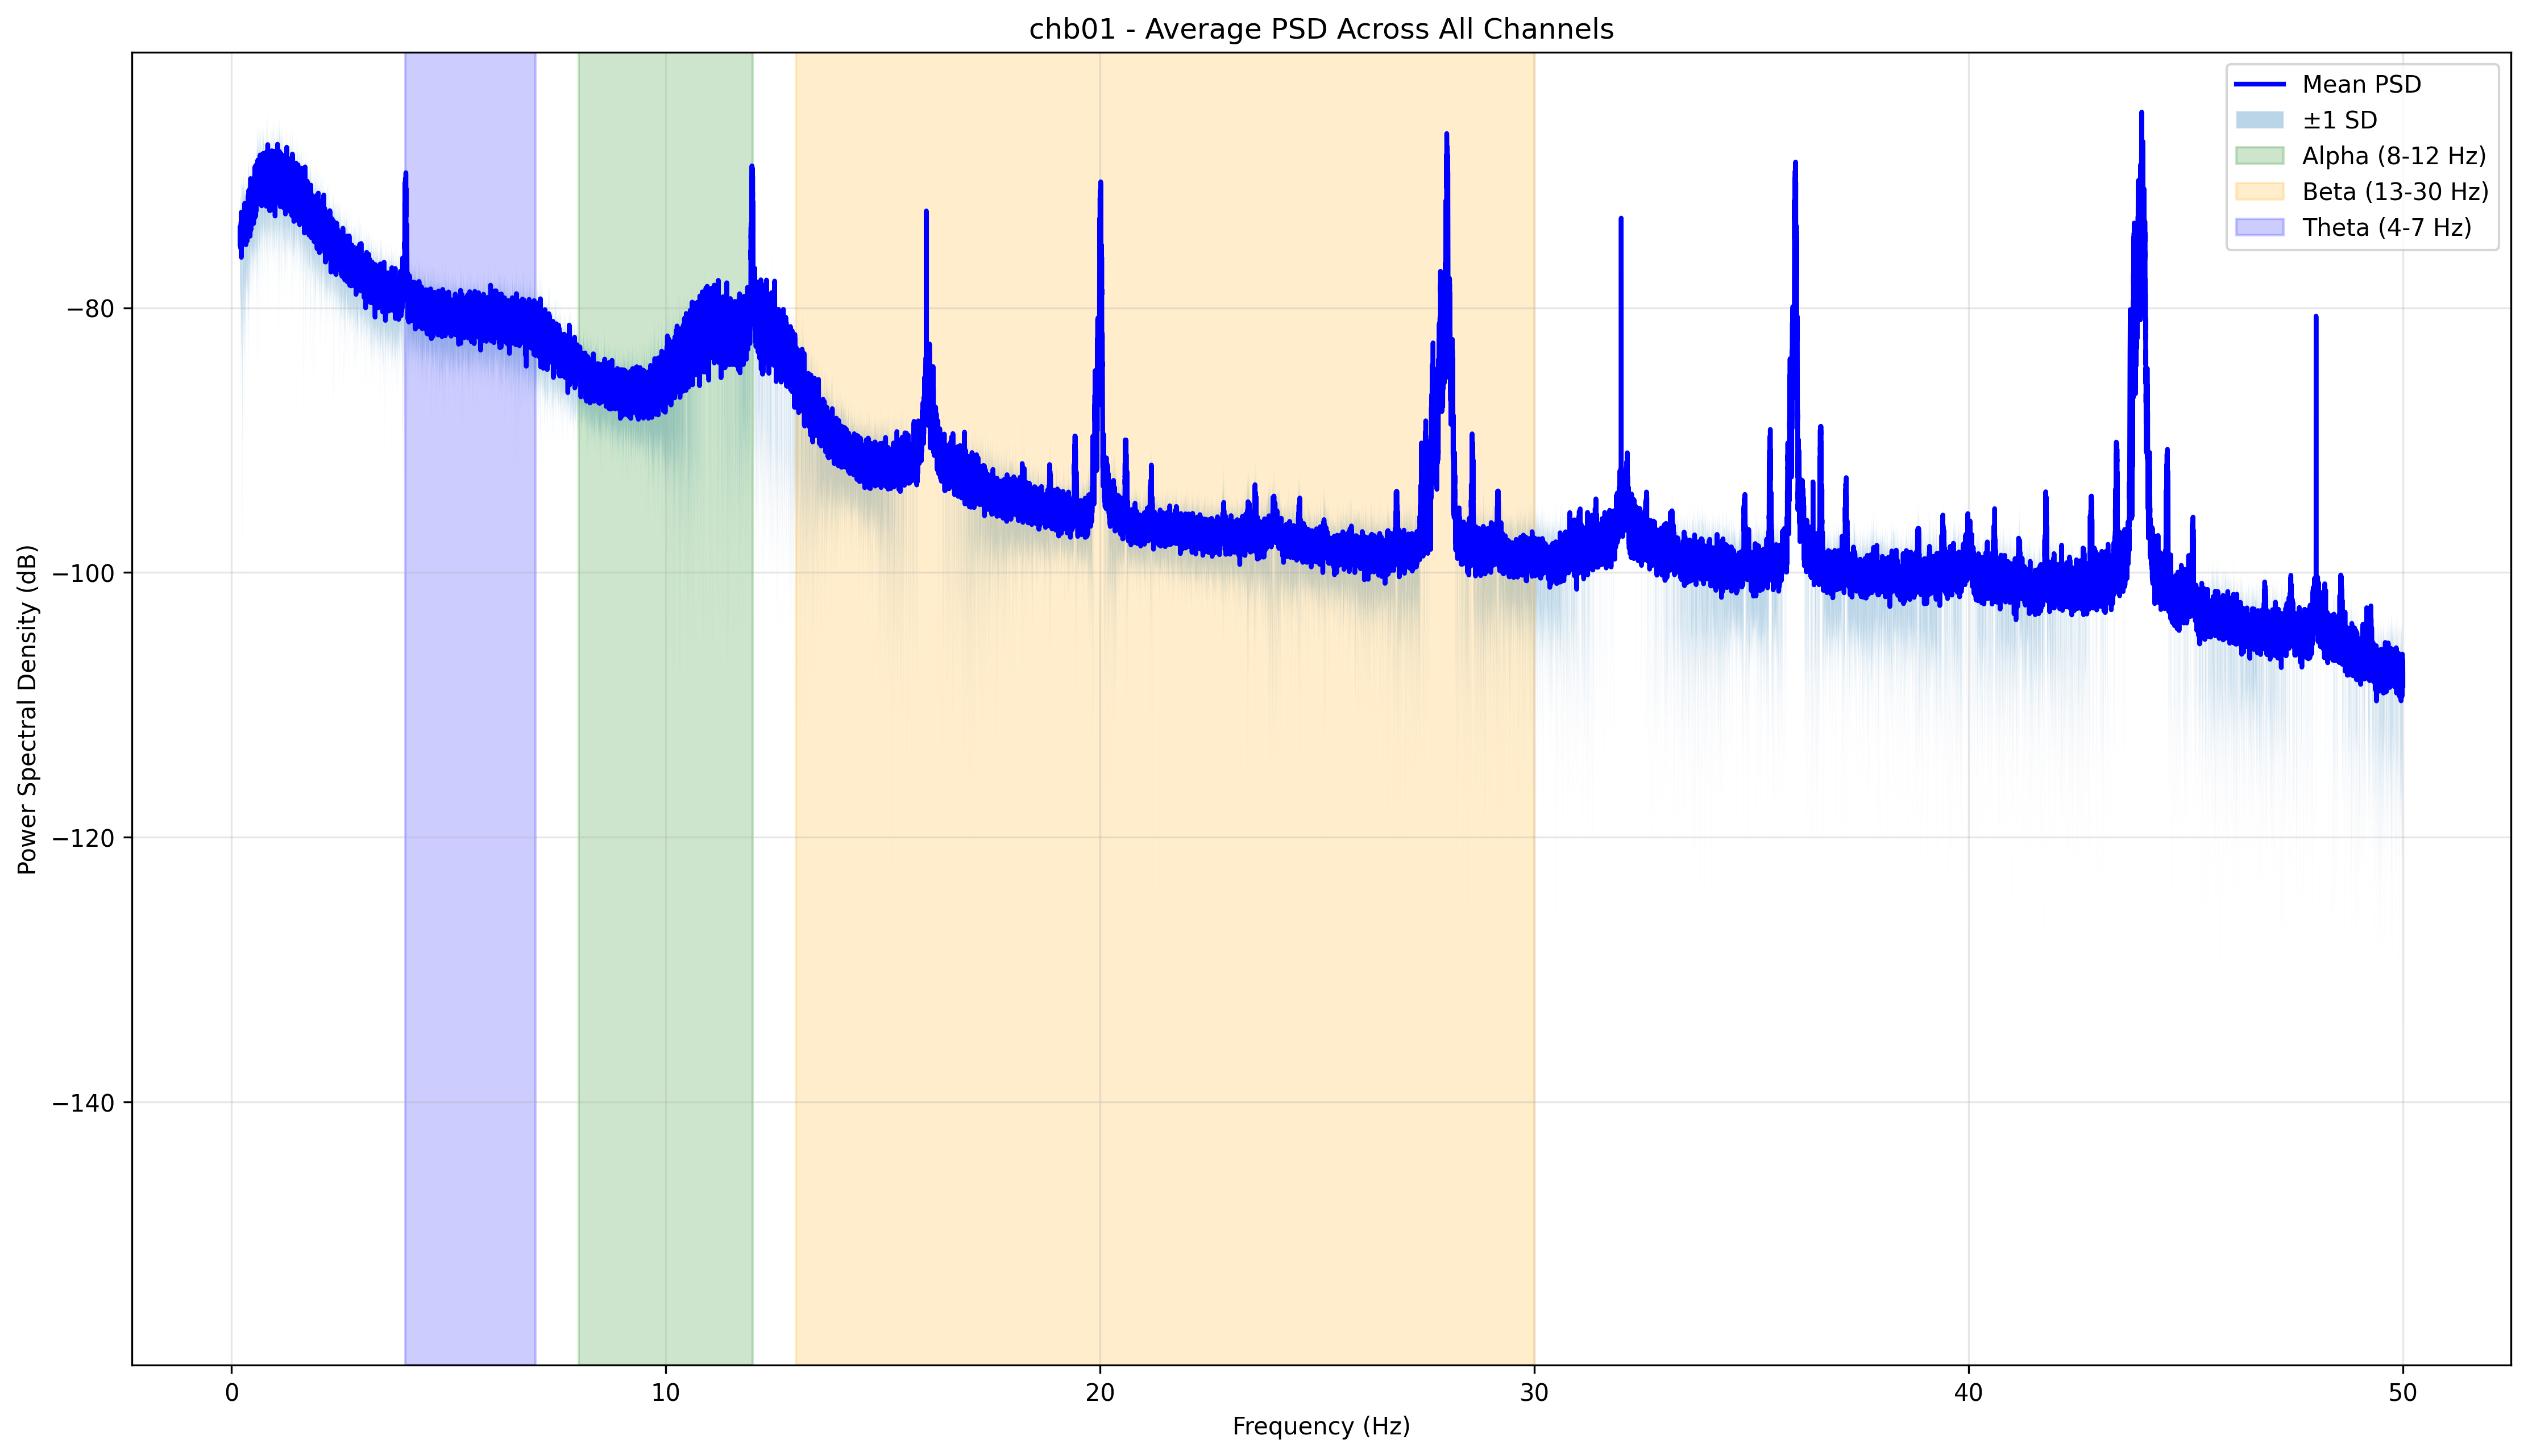 chb01 - Average PSD Across All Channels
Mean PSD
±1 SD
Alpha (8-12 Hz)
Beta (13-30 Hz)
Theta (4-7 Hz)
Power Spectral Density (dB)
−80
−100
−120
−140
0 10 20 30 40 50
Frequency (Hz)